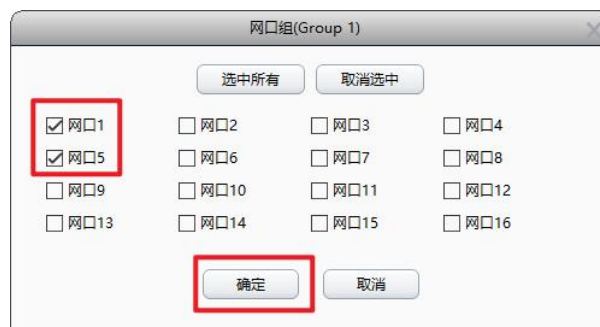 网口组(Group 1)
选中所有 取消选中
网口1 网口2 网口3 网口4
网口5 网口6 网口7 网口8
网口9 网口10 网口11 网口12
网口13 网口14 网口15 网口16
确定 取消